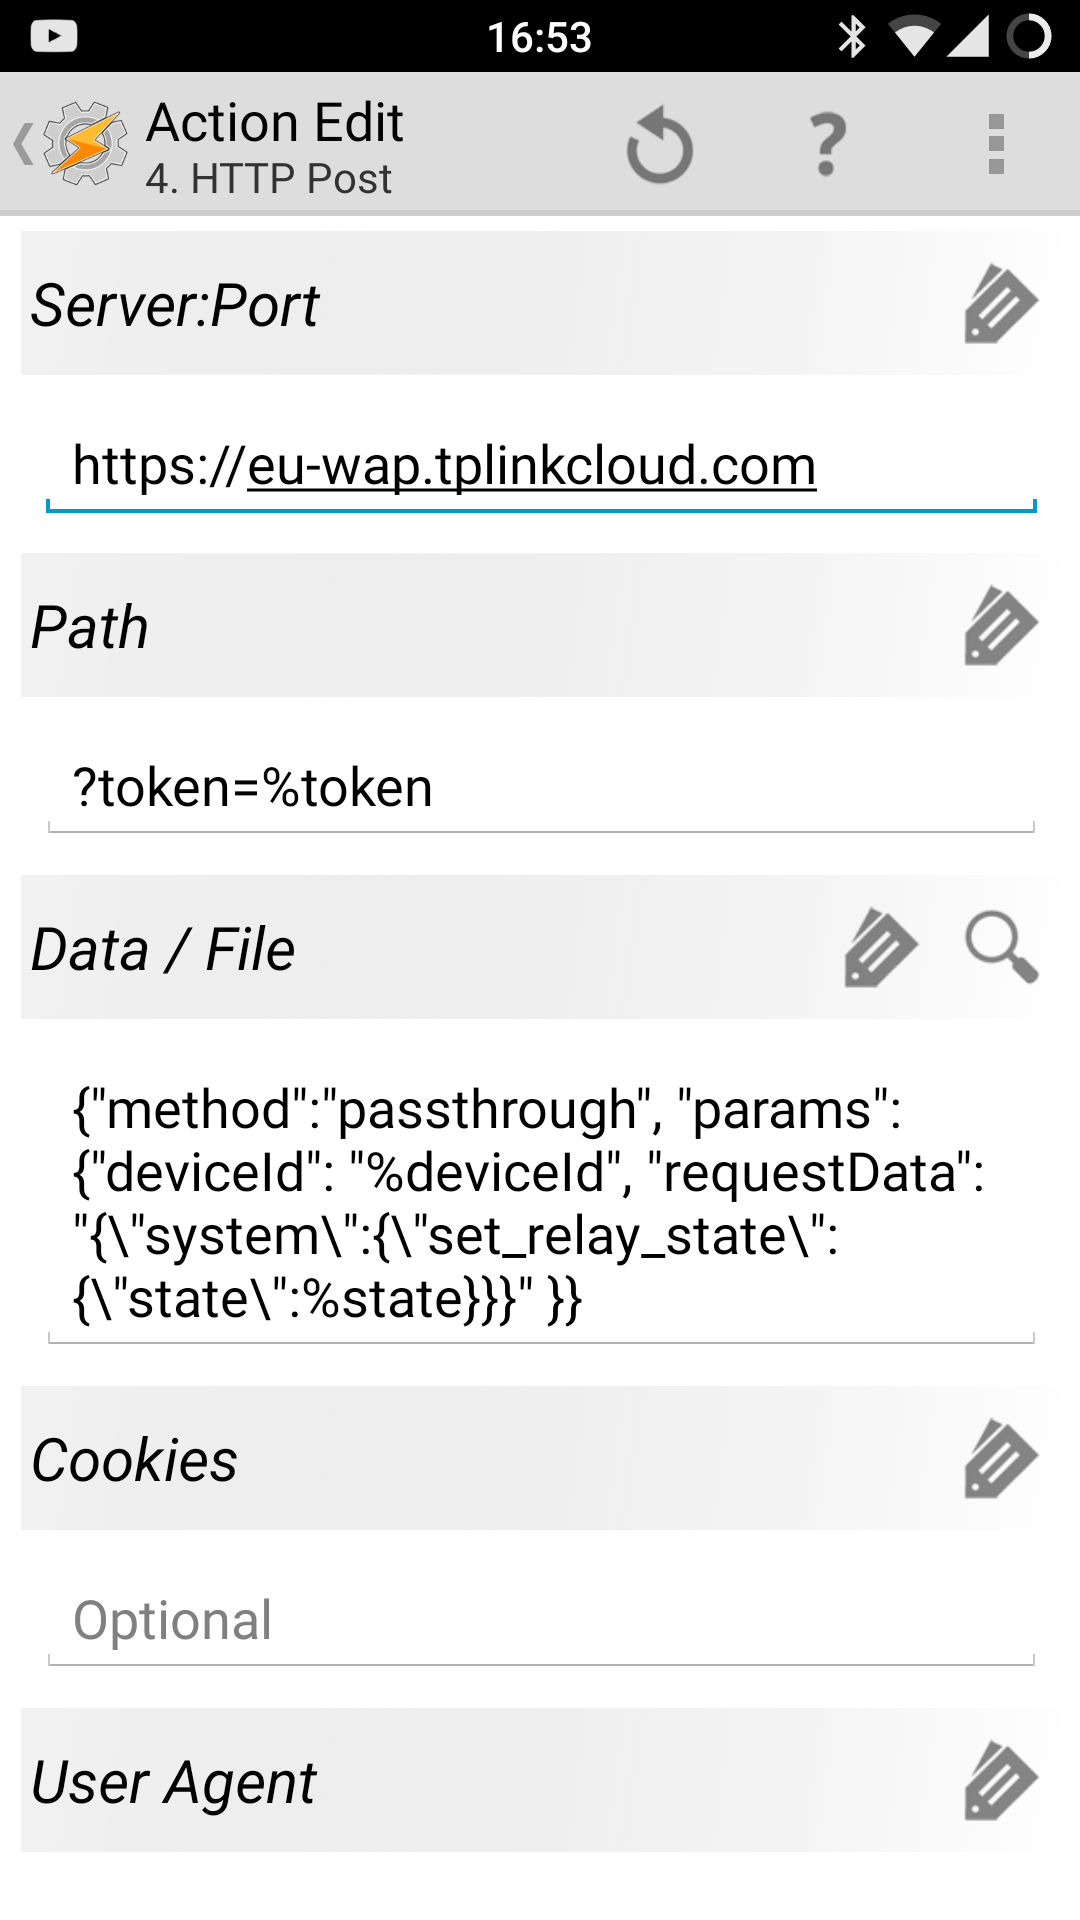 16:53
Action Edit
4. HTTP Post
Server:Port
https://eu-wap.tplinkcloud.com
Path
?token=%token
Data / File
{"method":"passthrough", "params":
{"deviceId": "%deviceId", "requestData":
"{\"system\":{\"set_relay_state\":
{\"state\":%state}}}" }}
Cookies
Optional
User Agent